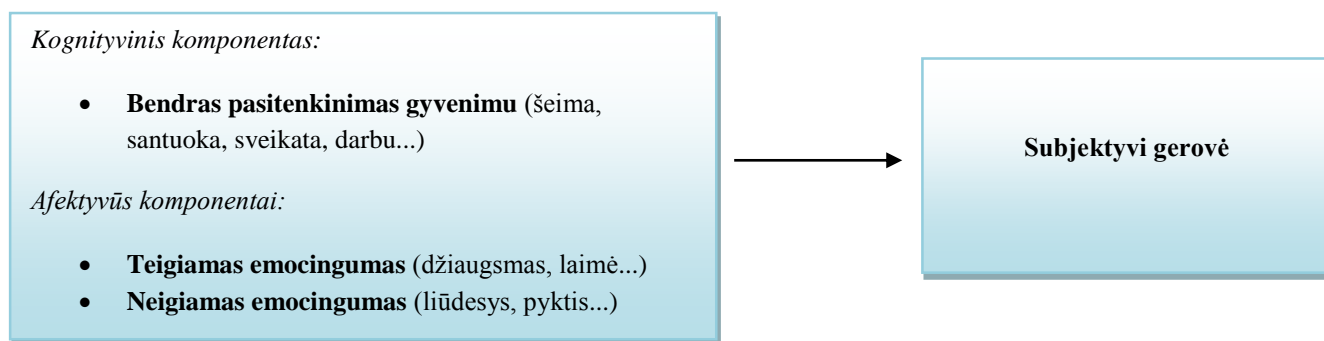 Kognityvinis komponentas:
• Bendras pasitenkinimas gyvenimu (šeima,
santuoka, sveikata, darbu...)
Afektyvūs komponentai:
• Teigiamas emocingumas (džiaugsmas, laimė...)
• Neigiamas emocingumas (liūdesys, pyktis...)
Subjektyvi gerovė